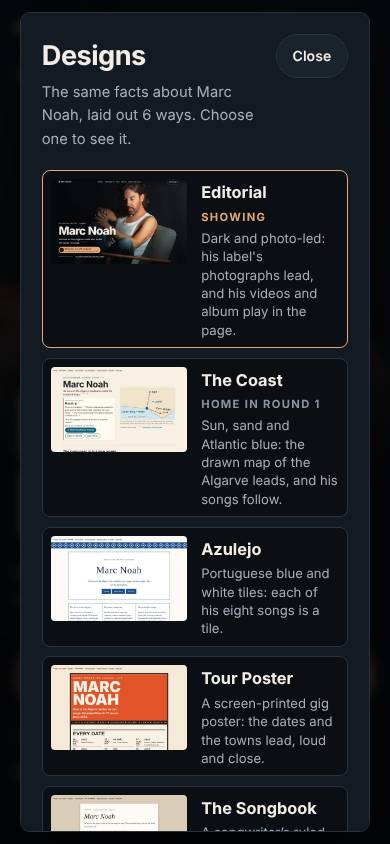 Designs
Close
The same facts about Marc
Noah, laid out 6 ways. Choose
one to see it.
Marc Noah
Editorial
SHOWING
Dark and photo-led:
his label's
photographs lead,
and his videos and
album play in the
page.
Marc Noah
The Coast
HOME IN ROUND 1
Sun, sand and
Atlantic blue: the
drawn map of the
Algarve leads, and his
songs follow.
Marc Noah
Azulejo
Portuguese blue and
white tiles: each of
his eight songs is a
tile.
MARC
NOAH
EVERY DATE
Tour Poster
A screen-printed gig
poster: the dates and
the towns lead, loud
and close.
Marc Noah
The Songbook
A songwriter's ruled